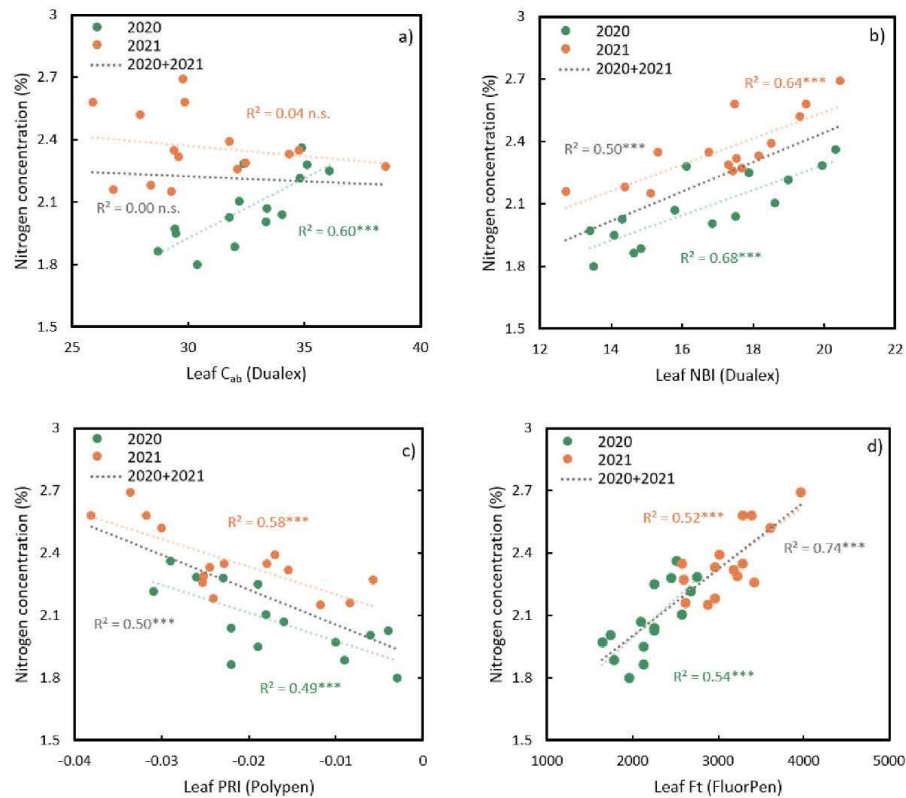 a)
2020
2021
2020+2021
3
2.7
2.4
2.1
1.8
1.5
Nitrogen concentration (%)
R² = 0.04 n.s.
R² = 0.00 n.s.
R² = 0.60***
25 30 35 40
Leaf Cab (Dualex)
b)
2020
2021
2020+2021
3
2.7
2.4
2.1
1.8
1.5
Nitrogen concentration (%)
R² = 0.64***
R² = 0.50***
R² = 0.68***
12 14 16 18 20 22
Leaf NBI (Dualex)
c)
2020
2021
2020+2021
3
2.7
2.4
2.1
1.8
1.5
Nitrogen concentration (%)
R² = 0.58***
R² = 0.50***
R² = 0.49***
-0.04 -0.03 -0.02 -0.01 0
Leaf PRI (Polypen)
d)
2020
2021
2020+2021
3
2.7
2.4
2.1
1.8
1.5
Nitrogen concentration (%)
R² = 0.52***
R² = 0.74***
R² = 0.54***
1000 2000 3000 4000 5000
Leaf Ft (FluorPen)